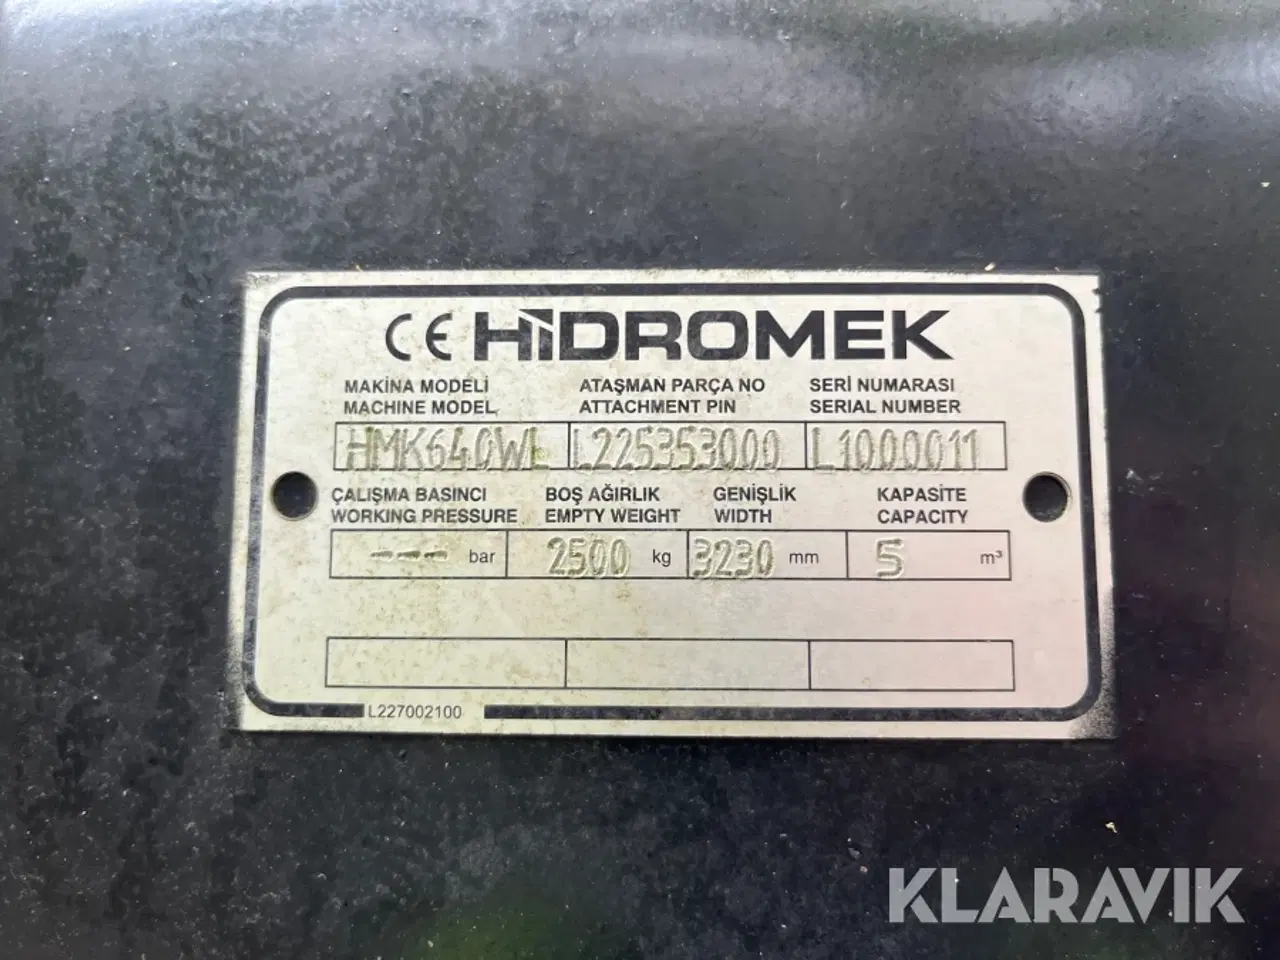 CE HİDROMEK
MAKİNA MODELİ ATAŞMAN PARÇA NO SERİ NUMARASI
MACHINE MODEL ATTACHMENT PIN SERIAL NUMBER
HMK640WL L225353000 L1000011
ÇALIŞMA BASINCI BOŞ AĞIRLIK GENİŞLİK KAPASİTE
WORKING PRESSURE EMPTY WEIGHT WIDTH CAPACITY
--- bar 2500 kg 3230 mm 5 m³
L227002100
KLARAVIK